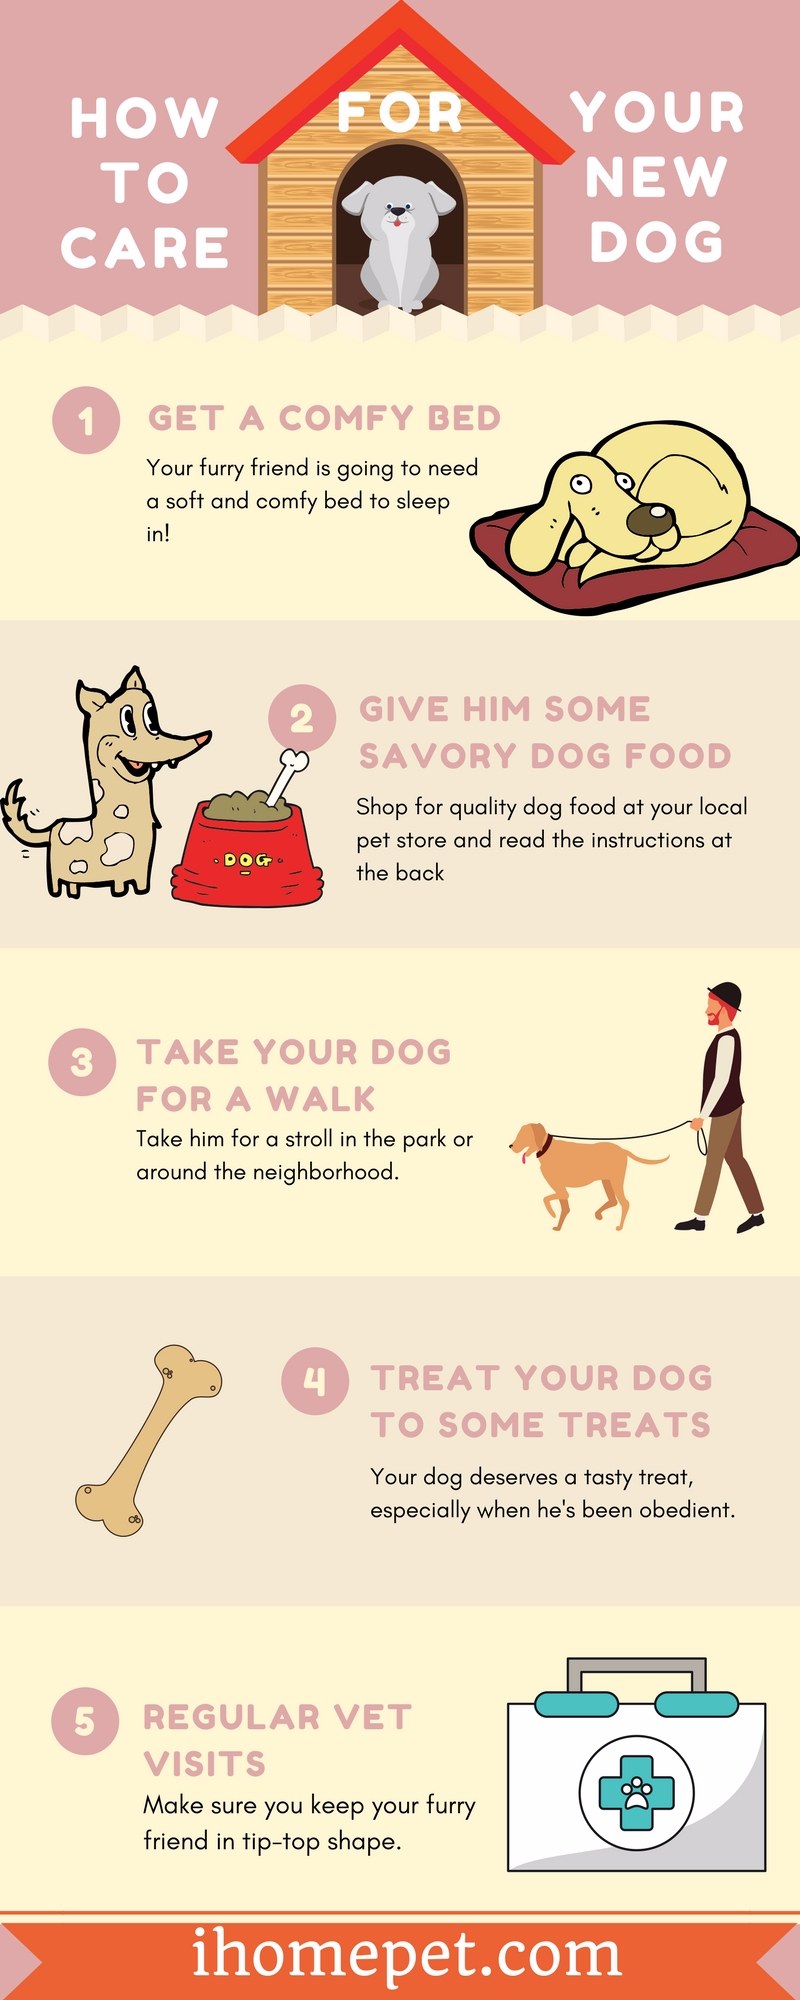 HOW
TO
CARE
FOR
YOUR
NEW
DOG
1
GET A COMFY BED
Your furry friend is going to need
a soft and comfy bed to sleep
in!
2
GIVE HIM SOME
SAVORY DOG FOOD
Shop for quality dog food at your local
pet store and read the instructions at
the back
DOG
3
TAKE YOUR DOG
FOR A WALK
Take him for a stroll in the park or
around the neighborhood.
4
TREAT YOUR DOG
TO SOME TREATS
Your dog deserves a tasty treat,
especially when he's been obedient.
5
REGULAR VET
VISITS
Make sure you keep your furry
friend in tip-top shape.
ihomepet.com